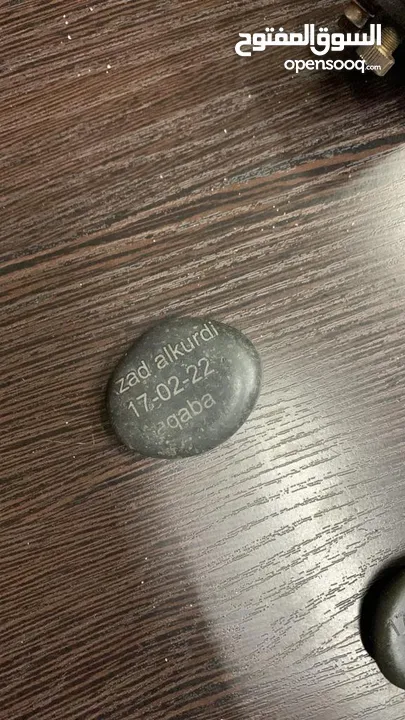 السوق المفتوح
opensooq.com
zad alkurdi
17-02-22
aqaba